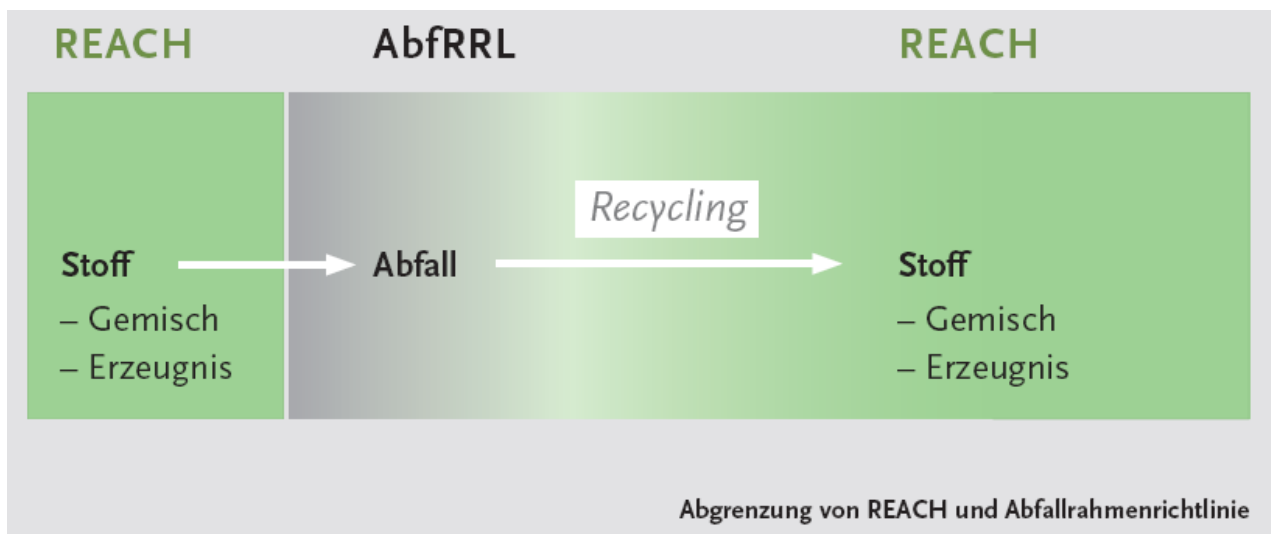 REACH
AbfRRL
REACH
Recycling
Stoff
– Gemisch
– Erzeugnis
Abfall
Stoff
– Gemisch
– Erzeugnis
Abgrenzung von REACH und Abfallrahmenrichtlinie